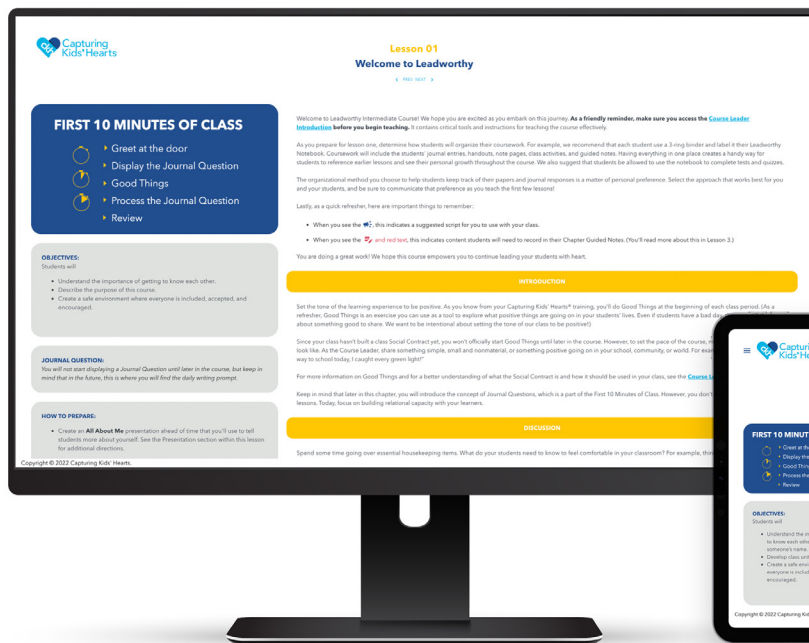 Capturing
Kids' Hearts
Lesson 01
Welcome to Leadworthy
PREV NEXT
FIRST 10 MINUTES OF CLASS
Greet at the door
Display the Journal Question
Good Things
Process the Journal Question
Review
OBJECTIVES:
Students will
Understand the importance of getting to know each other.
Describe the purpose of this course.
Create a safe environment where everyone is included, accepted, and
encouraged.
JOURNAL QUESTION:
You will not start displaying a Journal Question until later in the course, but keep in
mind that in the future, this is where you will find the daily writing prompt.
HOW TO PREPARE:
Create an All About Me presentation ahead of time that you'll use to tell
students more about yourself. See the Presentation section within this lesson
for additional directions.
Copyright © 2022 Capturing Kids' Hearts.
Welcome to Leadworthy Intermediate Course! We hope you are excited as you embark on this journey. As a friendly reminder, make sure you access the Course Leader
Introduction before you begin teaching. It contains critical tools and instructions for teaching the course effectively.
As you prepare for lesson one, determine how students will organize their coursework. For example, we recommend that each student use a 3-ring binder and label it their Leadworthy
Notebook. Coursework will include the students' journal entries, handouts, note pages, class activities, and guided notes. Having everything in one place creates a handy way for
students to reference earlier lessons and see their personal growth throughout the course. We also suggest that students be allowed to use the notebook to complete tests and quizzes.
The organizational method you choose to help students keep track of their papers and journal responses is a matter of personal preference. Select the approach that works best for you
and your students, and be sure to communicate that preference as you teach the first few lessons!
Lastly, as a quick refresher, here are important things to remember:
When you see the , this indicates a suggested script for you to use with your class.
When you see the and red text, this indicates content students will need to record in their Chapter Guided Notes. (You'll read more about this in Lesson 3.)
You are doing a great work! We hope this course empowers you to continue leading your students with heart.
INTRODUCTION
Set the tone of the learning experience to be positive. As you know from your Capturing Kids' Hearts® training, you'll do Good Things at the beginning of each class period. (As a
refresher, Good Things is an exercise you can use as a tool to explore what positive things are going on in your students' lives. Even if students have a bad day,
about something good to share. We want to be intentional about setting the tone of our class to be positive!)
Since your class hasn't built a class Social Contract yet, you won't officially start Good Things until later in the course. However, to set the pace of the course,
look like. As the Course Leader, share something simple, small and nonmaterial, or something positive going on in your school, community, or world. For
way to school today, I caught every green light!"
For more information on Good Things and for a better understanding of what the Social Contract is and how it should be used in your class, see the Course
Keep in mind that later in this chapter, you will introduce the concept of Journal Questions, which is a part of the First 10 Minutes of Class. However, you don't
lessons. Today, focus on building relational capacity with your learners.
DISCUSSION
Spend some time going over essential housekeeping items. What do your students need to know to feel comfortable in your classroom? For example,
FIRST 10 MINUT
Greet at the
Display the
Good Thin
Process the
Review
OBJECTIVES:
Students will
Understand the
to know each
someone's name.
Develop class
Create a safe
everyone is
encouraged.
Copyright © 2022 Capturing